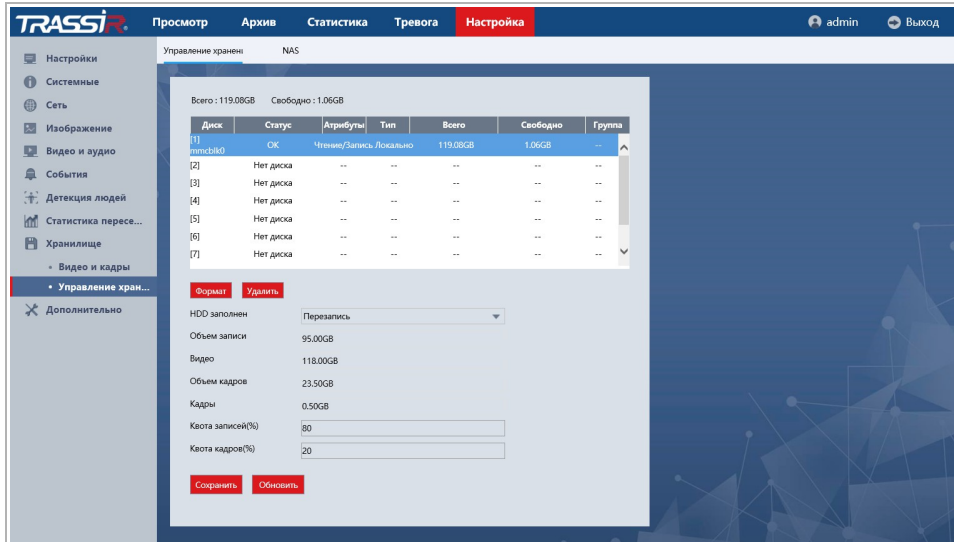 TRASSIR
Просмотр Архив Статистика Тревога Настройка admin Выход
Управление хранені NAS
Настройки
Системные
Сеть
Изображение
Видео и аудио
События
Детекция людей
Статистика пересе...
Хранилище
• Видео и кадры
• Управление хран...
Дополнительно
Всего : 119.08GB Свободно : 1.06GB
Диск Статус Атрибуты Тип Всего Свободно Группа
[1] mmcblk0 OK Чтение/Запись Локально 119.08GB 1.06GB --
[2] Нет диска -- -- -- -- --
[3] Нет диска -- -- -- -- --
[4] Нет диска -- -- -- -- --
[5] Нет диска -- -- -- -- --
[6] Нет диска -- -- -- -- --
[7] Нет диска -- -- -- -- --
Формат Удалить
HDD заполнен Перезапись
Объем записи 95.00GB
Видео 118.00GB
Объем кадров 23.50GB
Кадры 0.50GB
Квота записей(%) 80
Квота кадров(%) 20
Сохранить Обновить